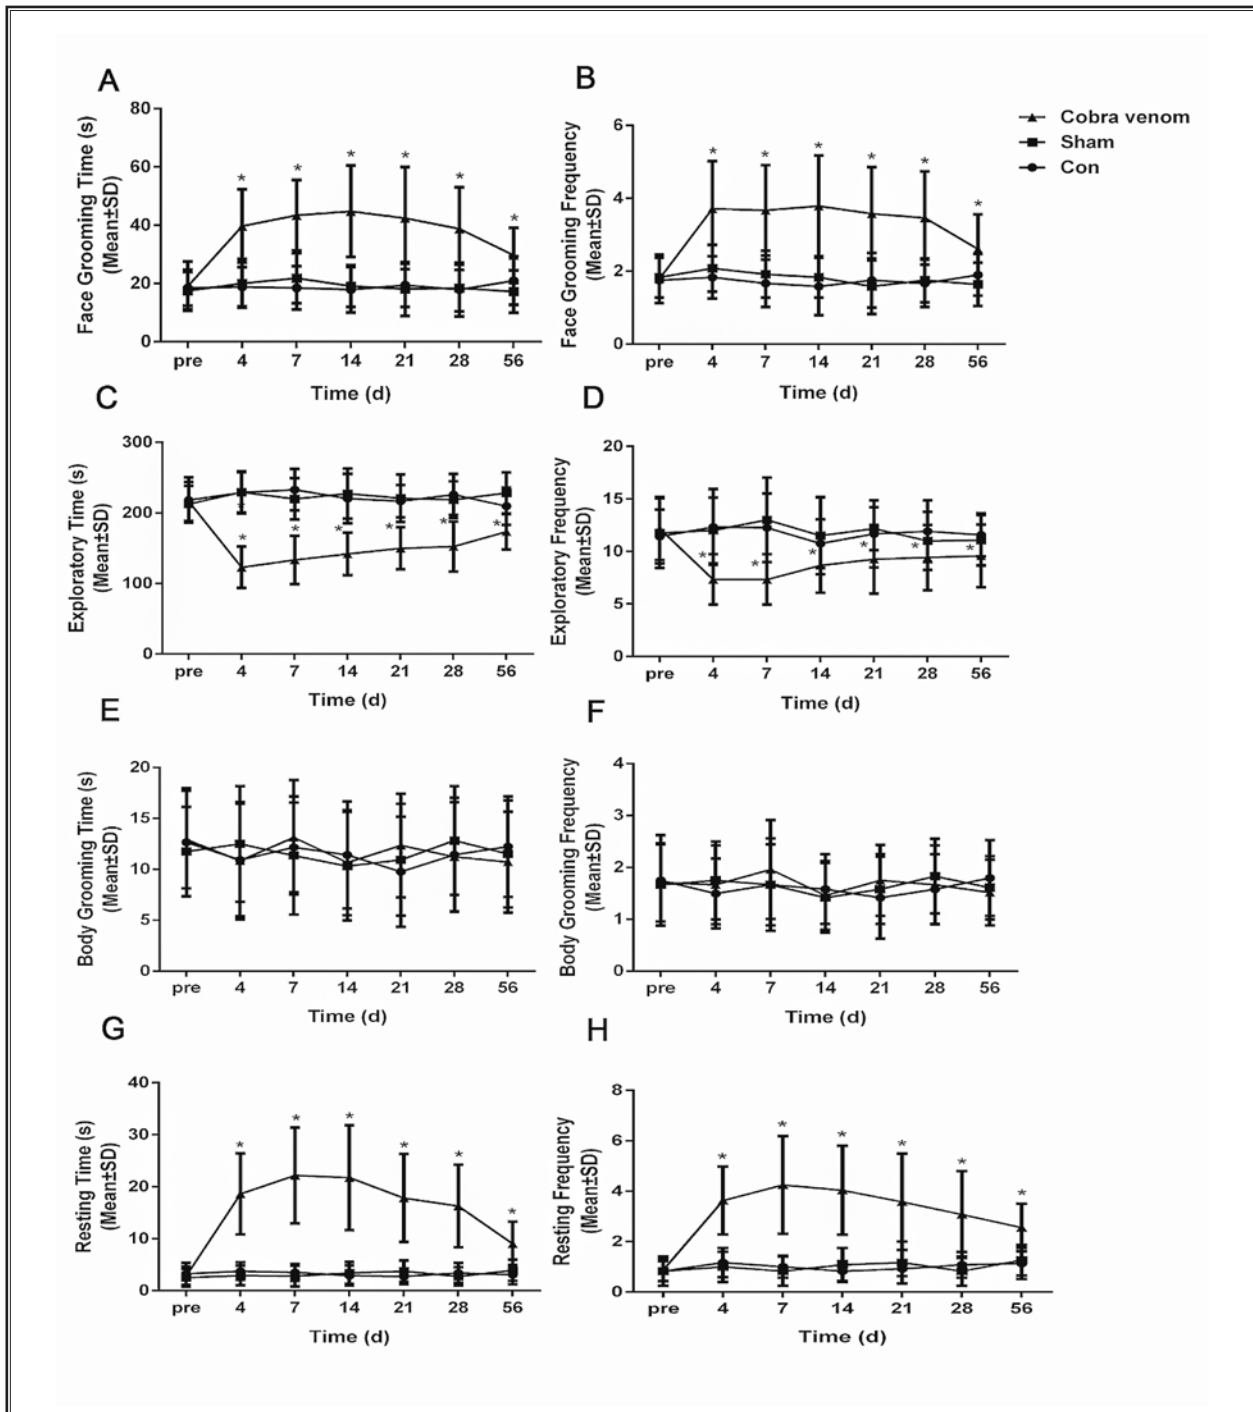 A
Face Grooming Time (s)
(Mean±SD)
80
60
40
20
0
* * * * * *
pre 4 7 14 21 28 56
Time (d)
B
Face Grooming Frequency
(Mean±SD)
6
4
2
0
* * * * * *
pre 4 7 14 21 28 56
Time (d)
Cobra venom
Sham
Con
C
Exploratory Time (s)
(Mean±SD)
300
200
100
0
* * * * * *
pre 4 7 14 21 28 56
Time (d)
D
Exploratory Frequency
(Mean±SD)
20
15
10
5
0
* * * * * *
pre 4 7 14 21 28 56
Time (d)
E
Body Grooming Time (s)
(Mean±SD)
20
15
10
5
0
pre 4 7 14 21 28 56
Time (d)
F
Body Grooming Frequency
(Mean±SD)
4
3
2
1
0
pre 4 7 14 21 28 56
Time (d)
G
Resting Time (s)
(Mean±SD)
40
30
20
10
0
* * * * * *
pre 4 7 14 21 28 56
Time (d)
H
Resting Frequency
(Mean±SD)
8
6
4
2
0
* * * * * *
pre 4 7 14 21 28 56
Time (d)